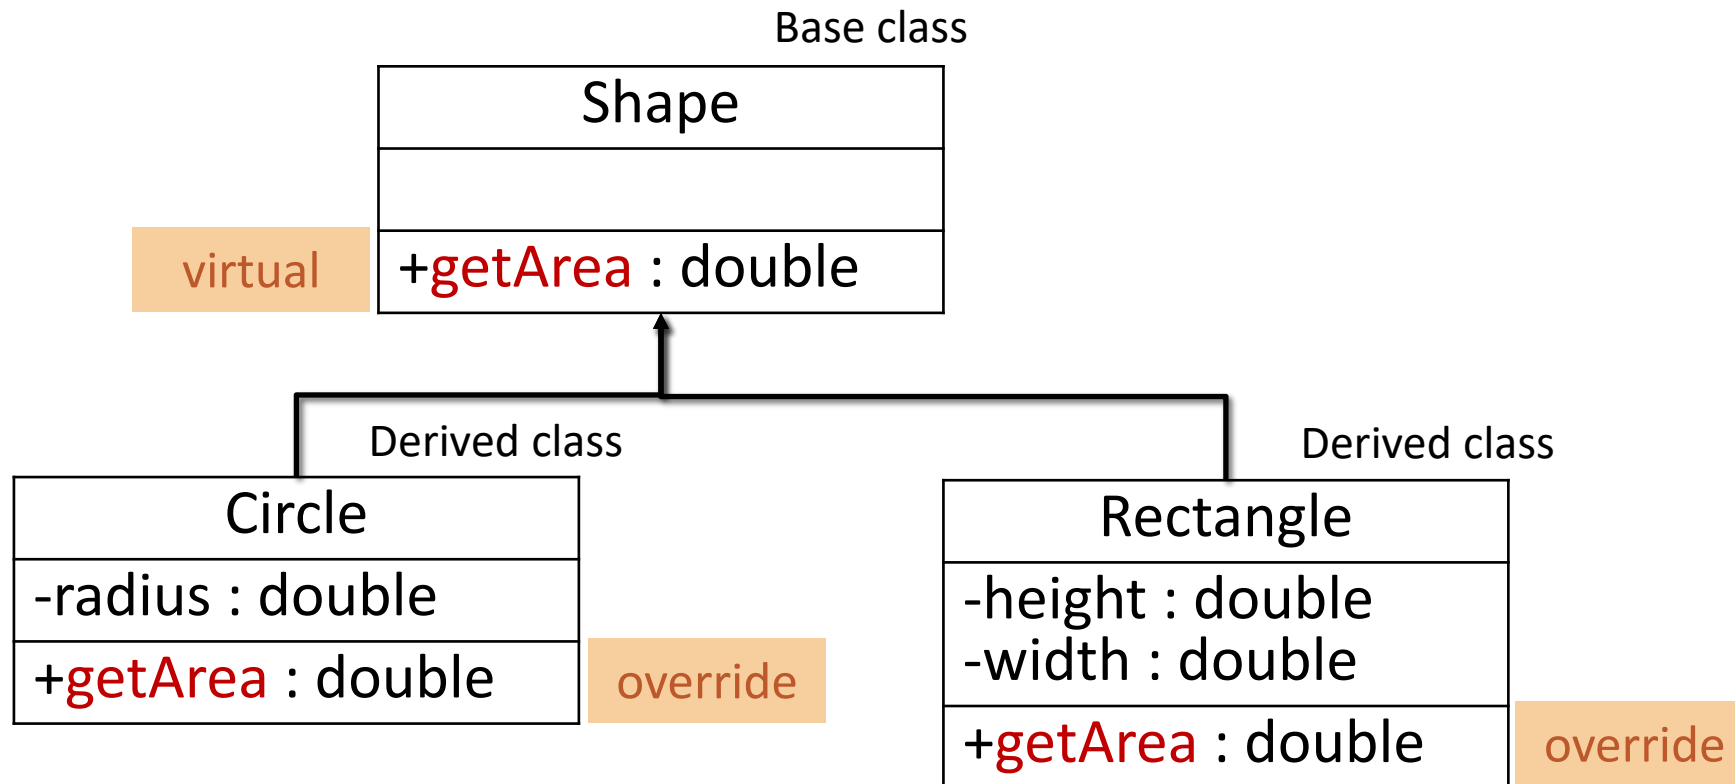 Base class
Shape
virtual
+getArea : double
Derived class
Circle
-radius : double
+getArea : double
override
Derived class
Rectangle
-height : double
-width : double
+getArea : double
override